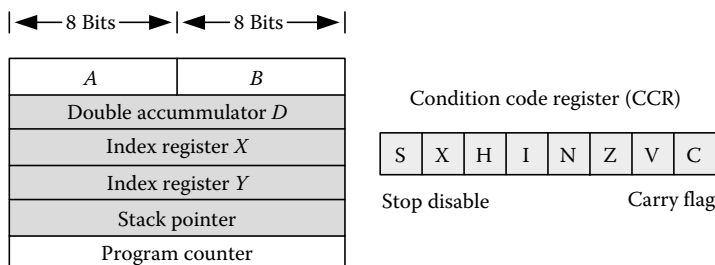 8 Bits 8 Bits
A B
Double accummulator D
Index register X
Index register Y
Stack pointer
Program counter
Condition code register (CCR)
S X H I N Z V C
Stop disable Carry flag